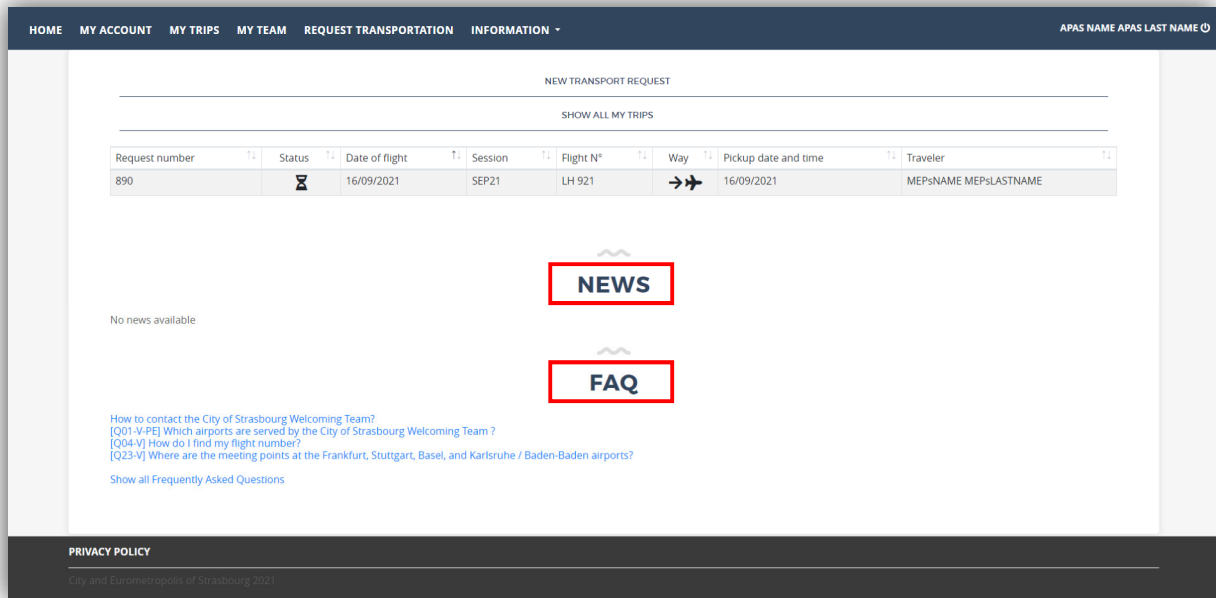 HOME MY ACCOUNT MY TRIPS MY TEAM REQUEST TRANSPORTATION INFORMATION APAS NAME APAS LAST NAME
NEW TRANSPORT REQUEST
SHOW ALL MY TRIPS
Request number Status Date of flight Session Flight N° Way Pickup date and time Traveler
890 16/09/2021 SEP21 LH 921 16/09/2021 MEPsNAME MEPsLASTNAME
NEWS
No news available
FAQ
How to contact the City of Strasbourg Welcoming Team?
[Q01-V-PE] Which airports are served by the City of Strasbourg Welcoming Team ?
[Q04-V] How do I find my flight number?
[Q23-V] Where are the meeting points at the Frankfurt, Stuttgart, Basel, and Karlsruhe / Baden-Baden airports?
Show all Frequently Asked Questions
PRIVACY POLICY
City and Eurometropolis of Strasbourg 2021